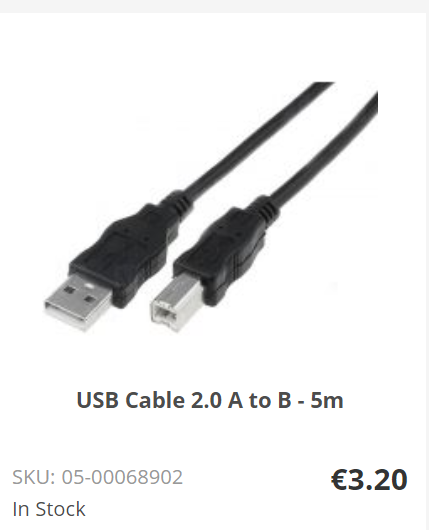 USB Cable 2.0 A to B - 5m
SKU: 05-00068902
€3.20
In Stock